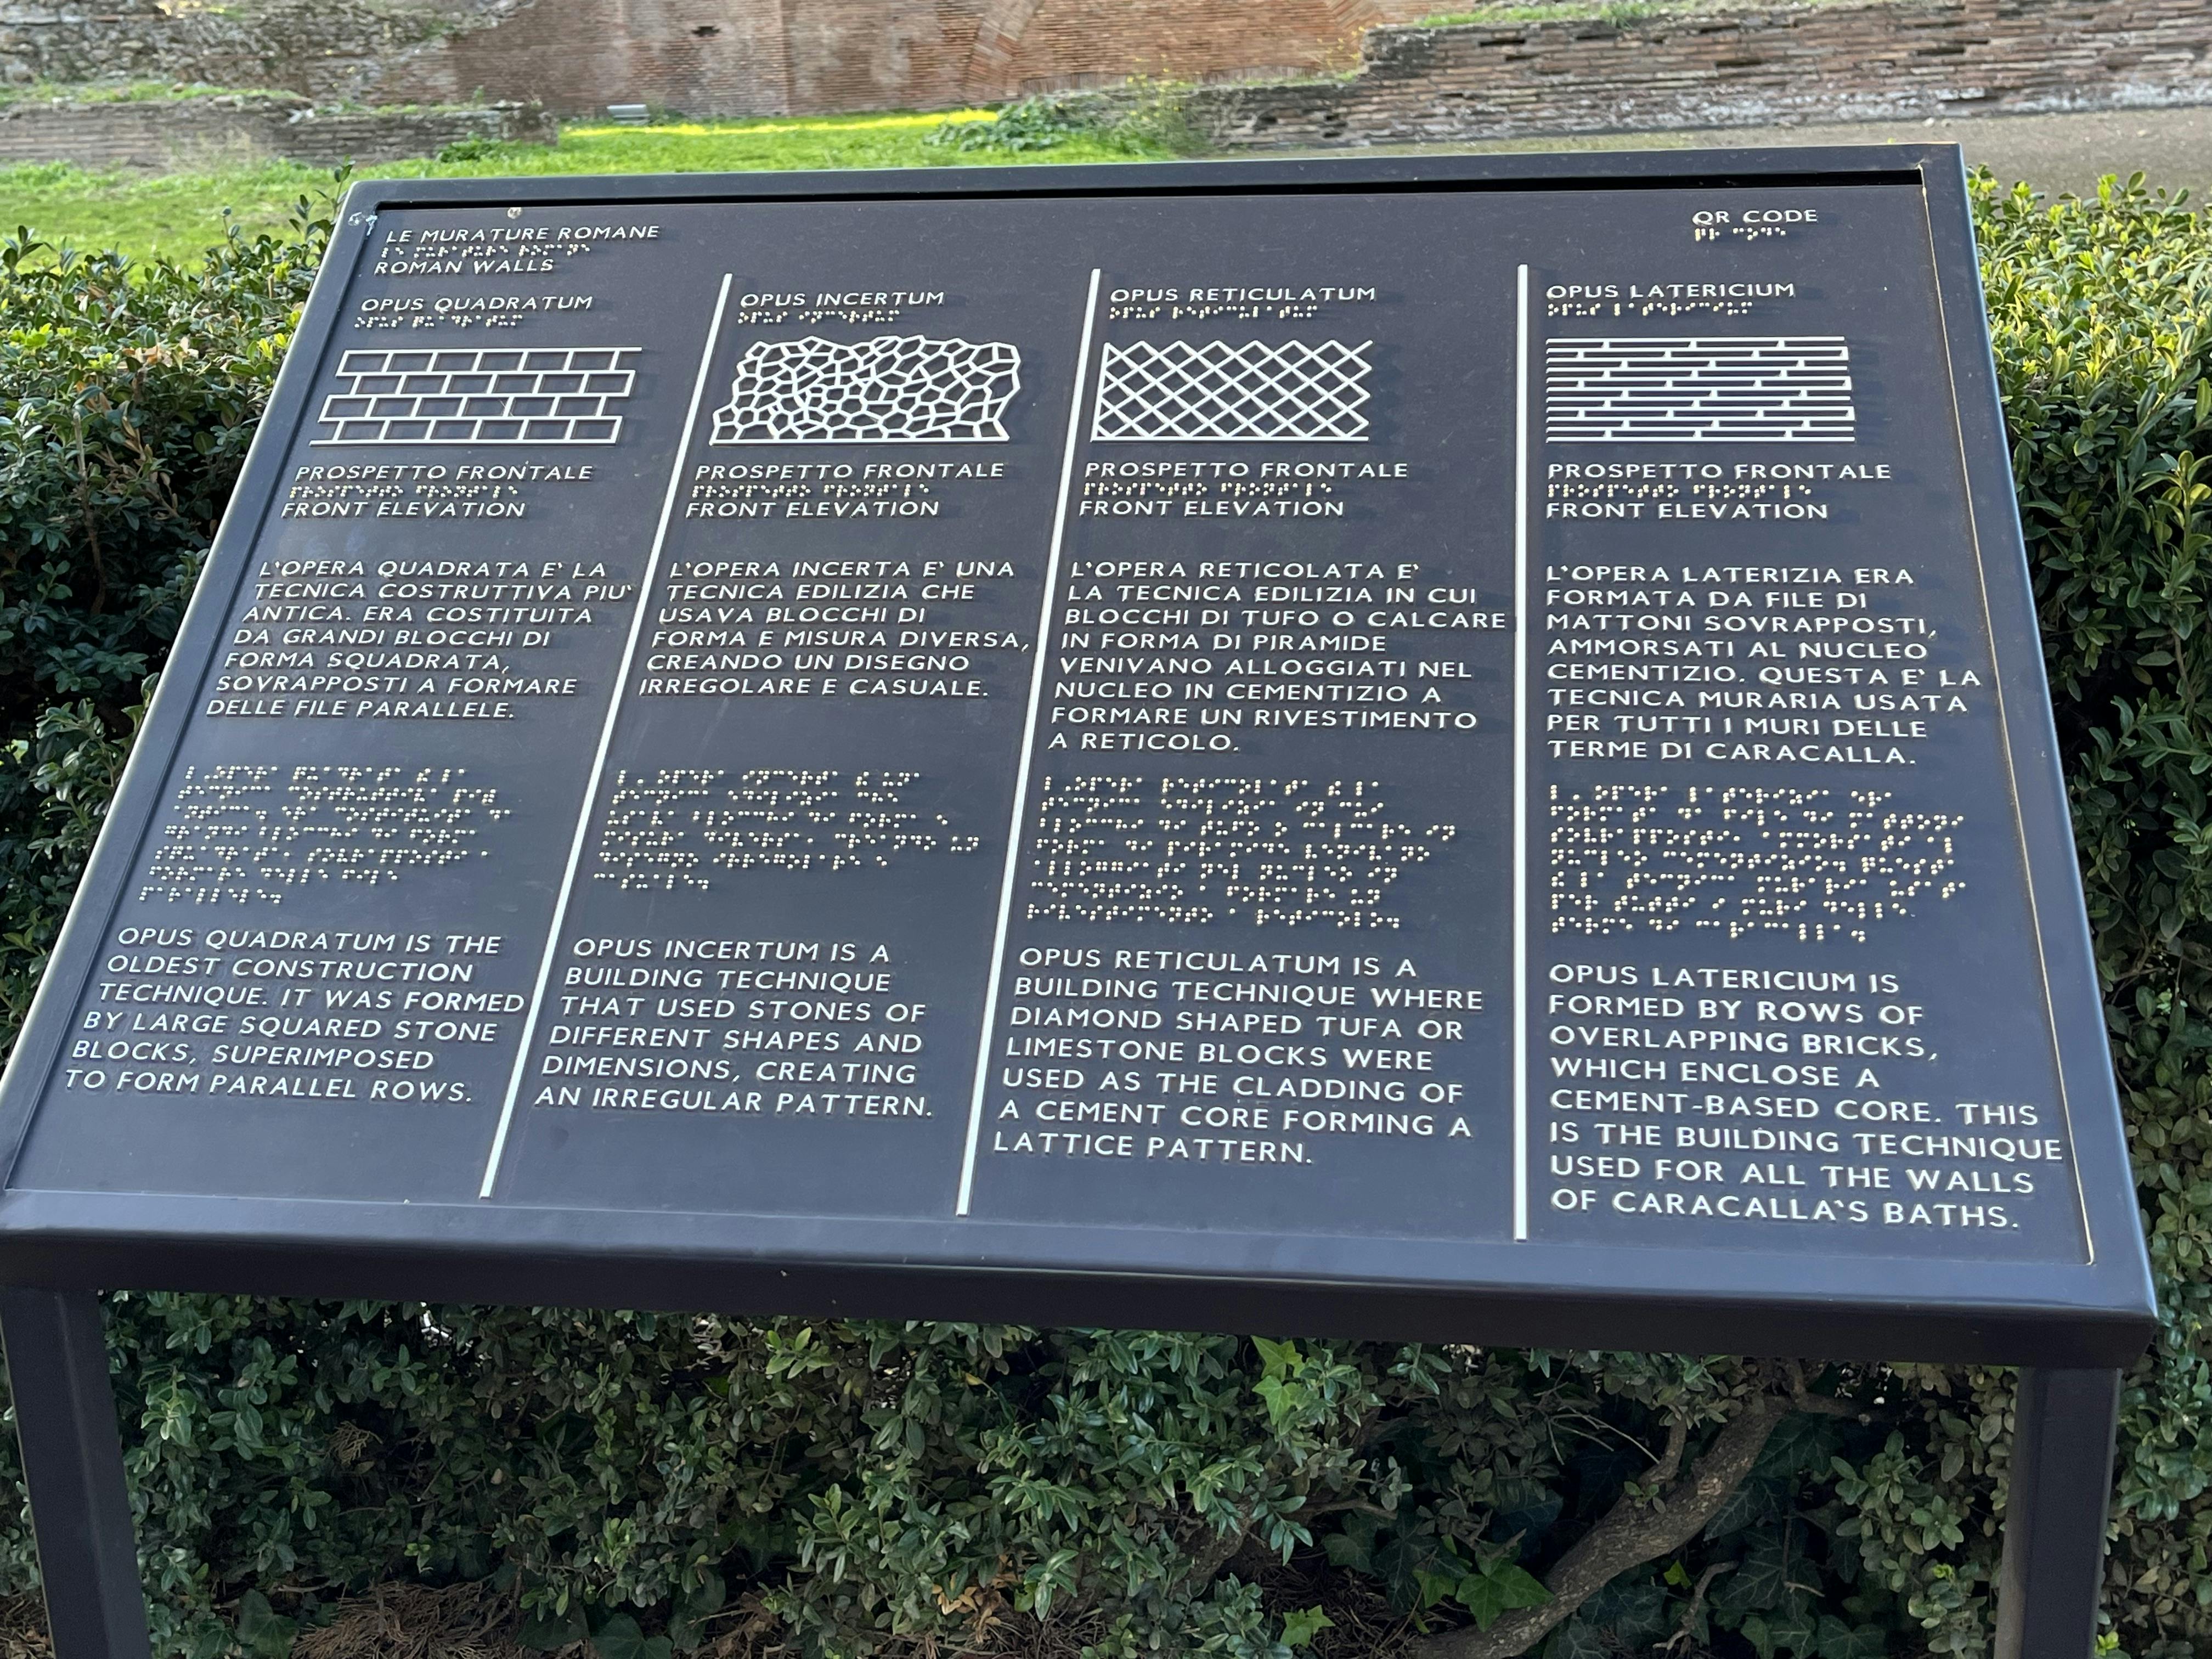 LE MURATURE ROMANE
ROMAN WALLS
QR CODE
OPUS QUADRATUM
PROSPETTO FRONTALE
FRONT ELEVATION
L'OPERA QUADRATA E' LA
TECNICA COSTRUTTIVA PIU'
ANTICA. ERA COSTITUITA
DA GRANDI BLOCCHI DI
FORMA SQUADRATA,
SOVRAPPOSTI A FORMARE
DELLE FILE PARALLELE.
OPUS QUADRATUM IS THE
OLDEST CONSTRUCTION
TECHNIQUE. IT WAS FORMED
BY LARGE SQUARED STONE
BLOCKS, SUPERIMPOSED
TO FORM PARALLEL ROWS.
OPUS INCERTUM
PROSPETTO FRONTALE
FRONT ELEVATION
L'OPERA INCERTA E' UNA
TECNICA EDILIZIA CHE
USAVA BLOCCHI DI
FORMA E MISURA DIVERSA,
CREANDO UN DISEGNO
IRREGOLARE E CASUALE.
OPUS INCERTUM IS A
BUILDING TECHNIQUE
THAT USED STONES OF
DIFFERENT SHAPES AND
DIMENSIONS, CREATING
AN IRREGULAR PATTERN.
OPUS RETICULATUM
PROSPETTO FRONTALE
FRONT ELEVATION
L'OPERA RETICOLATA E'
LA TECNICA EDILIZIA IN CUI
BLOCCHI DI TUFO O CALCARE
IN FORMA DI PIRAMIDE
VENIVANO ALLOGGIATI NEL
NUCLEO IN CEMENTIZIO A
FORMARE UN RIVESTIMENTO
A RETICOLO.
OPUS RETICULATUM IS A
BUILDING TECHNIQUE WHERE
DIAMOND SHAPED TUFA OR
LIMESTONE BLOCKS WERE
USED AS THE CLADDING OF
A CEMENT CORE FORMING A
LATTICE PATTERN.
OPUS LATERICIUM
PROSPETTO FRONTALE
FRONT ELEVATION
L'OPERA LATERIZIA ERA
FORMATA DA FILE DI
MATTONI SOVRAPPOSTI,
AMMORSATI AL NUCLEO
CEMENTIZIO. QUESTA E' LA
TECNICA MURARIA USATA
PER TUTTI I MURI DELLE
TERME DI CARACALLA.
OPUS LATERICIUM IS
FORMED BY ROWS OF
OVERLAPPING BRICKS,
WHICH ENCLOSE A
CEMENT-BASED CORE. THIS
IS THE BUILDING TECHNIQUE
USED FOR ALL THE WALLS
OF CARACALLA'S BATHS.